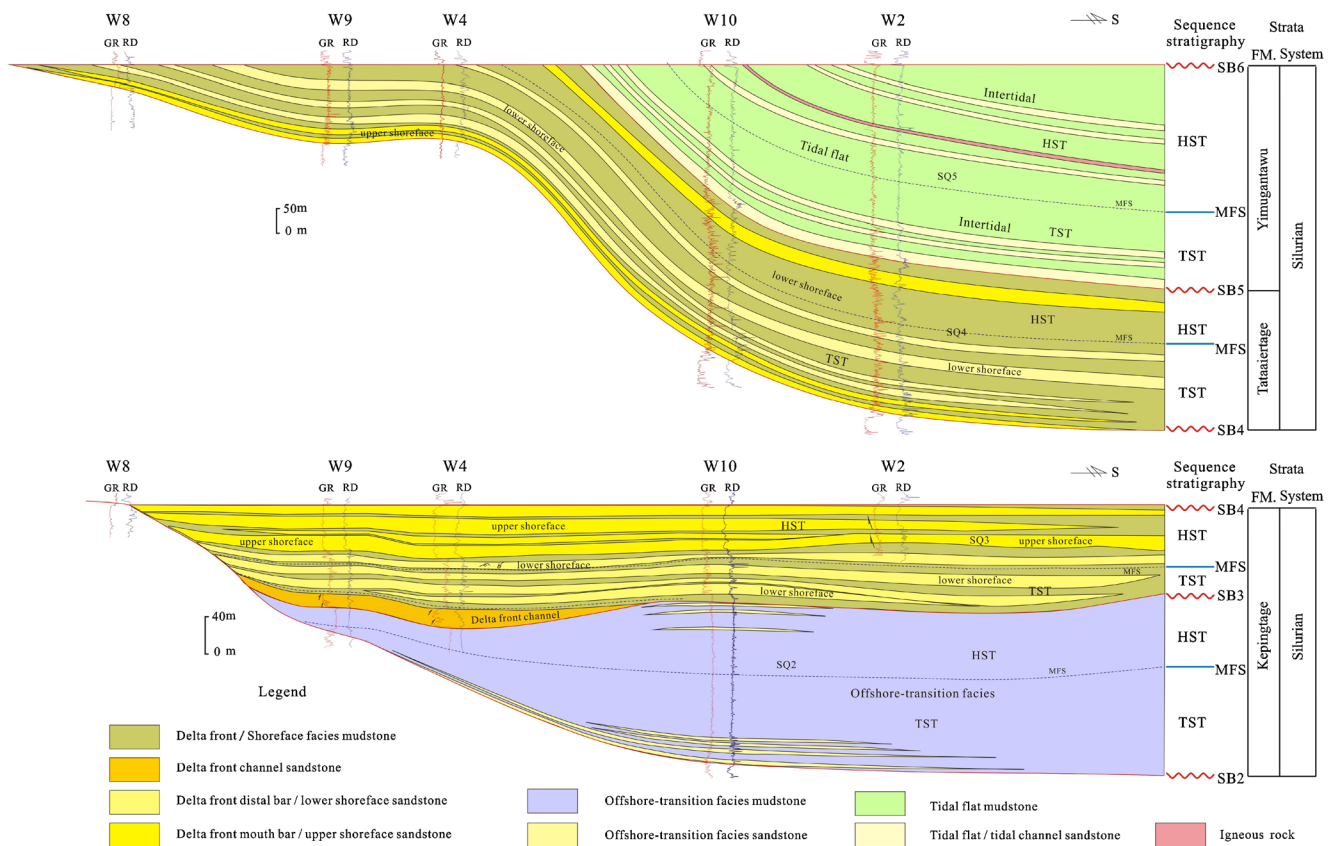 W8
W9
W4
W10
W2
S
Sequence
stratigraphy
Strata
FM. System
GR RD
GR RD
GR RD
GR RD
GR RD
SB6
Intertidal
lower shoreface
upper shoreface
HST
HST
Tidal flat
SQ5
MFS
MFS
50m
0 m
Intertidal
TST
TST
Yimugantawu
Silurian
lower shoreface
SB5
HST
HST
SQ4
MFS
MFS
TST
lower shoreface
TST
Tataaiertage
SB4
W8
W9
W4
W10
W2
S
Sequence
stratigraphy
Strata
FM. System
GR RD
GR RD
GR RD
GR RD
GR RD
SB4
upper shoreface
HST
HST
upper shoreface
SQ3
upper shoreface
lower shoreface
MFS
MFS
lower shoreface
TST
TST
lower shoreface
SB3
Delta front channel
40m
0 m
HST
HST
Kepingtage
Silurian
SQ2
MFS
MFS
Offshore-transition facies
TST
TST
SB2
Legend
Delta front / Shoreface facies mudstone
Delta front channel sandstone
Delta front distal bar / lower shoreface sandstone
Offshore-transition facies mudstone
Tidal flat mudstone
Delta front mouth bar / upper shoreface sandstone
Offshore-transition facies sandstone
Tidal flat / tidal channel sandstone
Igneous rock